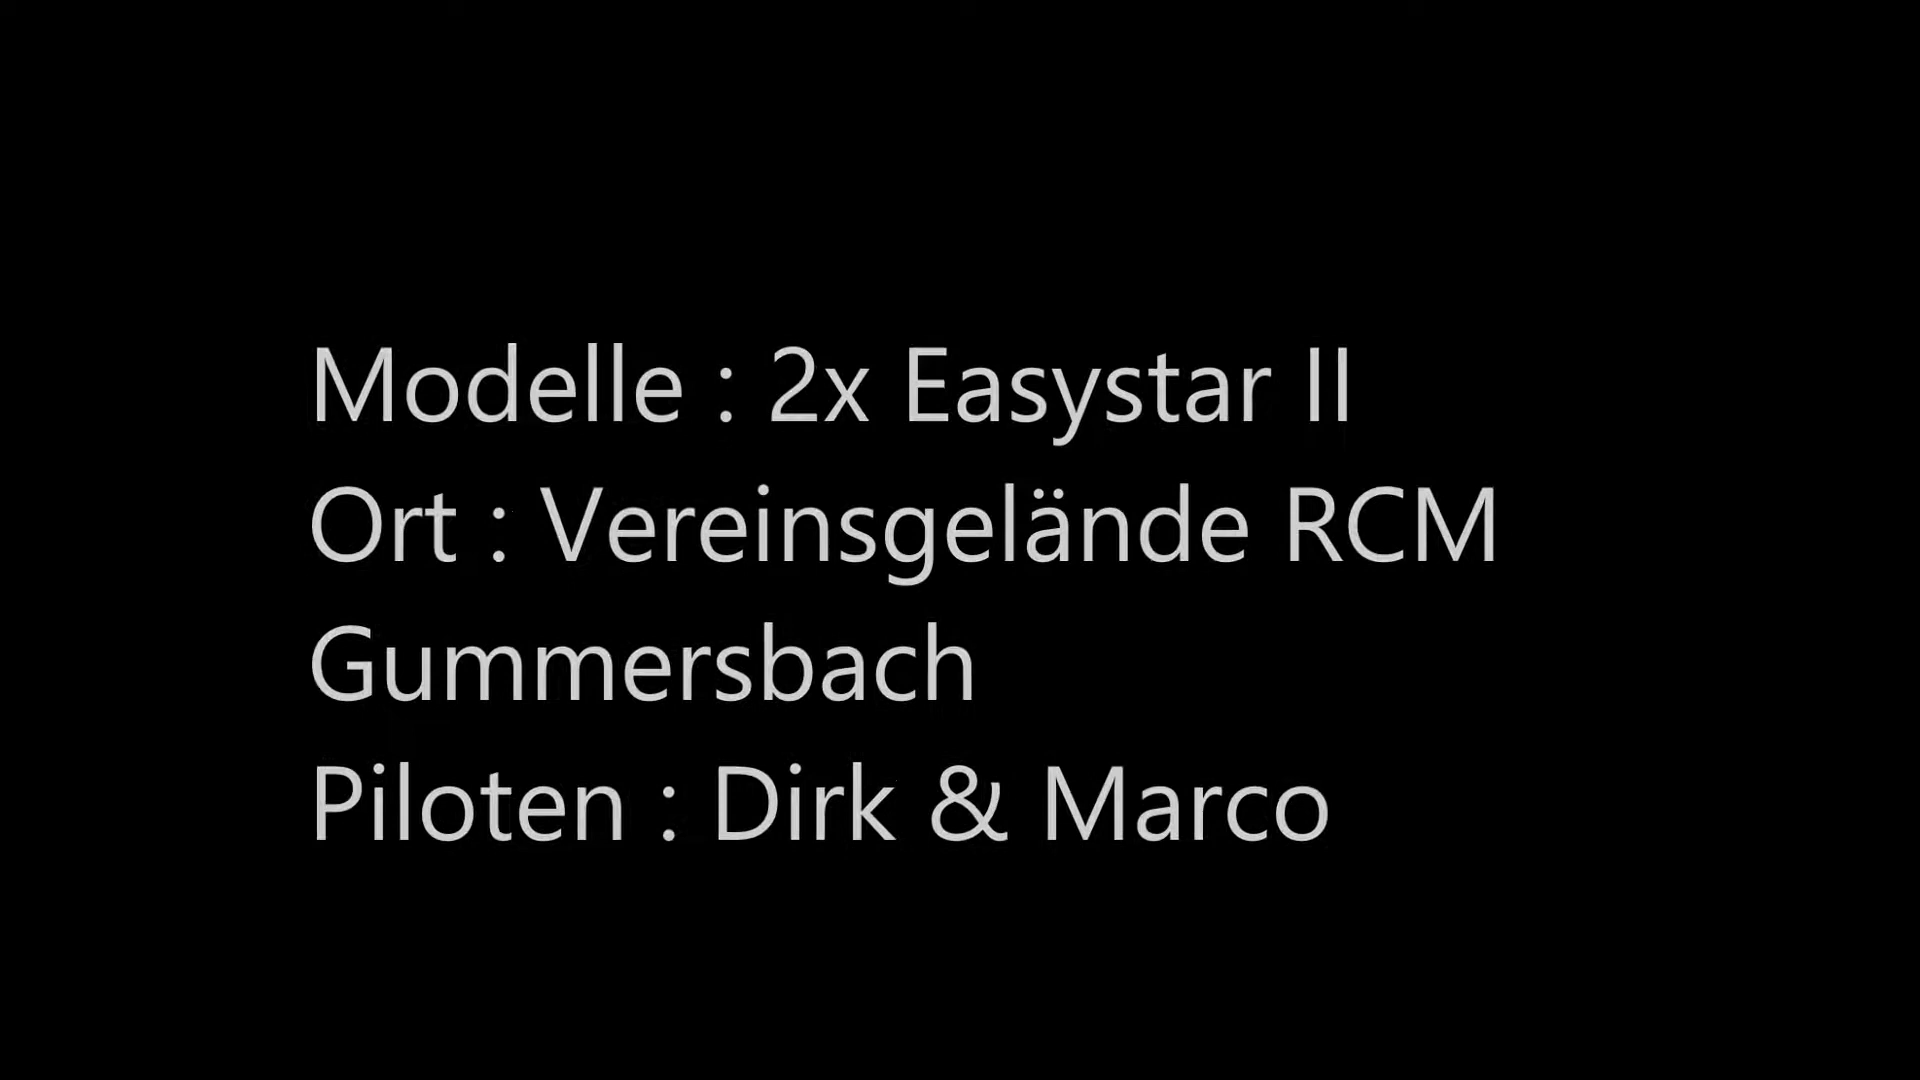 Modelle : 2x Easystar II
Ort : Vereinsgelände RCM
Gummersbach
Piloten : Dirk & Marco